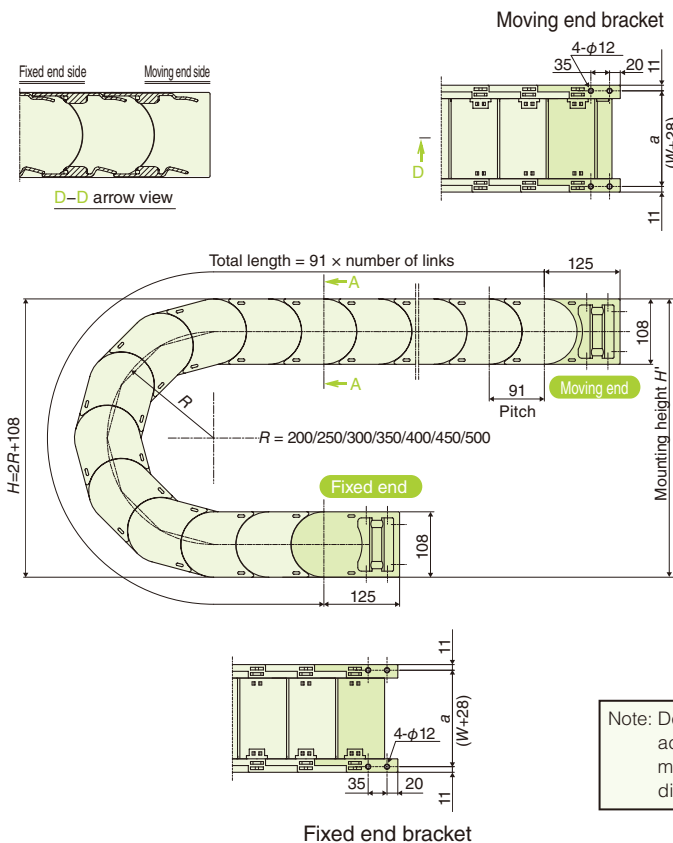 Moving end bracket
4-φ12
35
20
11
Fixed end side
Moving end side
a
(W+28)
D
D–D arrow view
11
Total length = 91 × number of links
125
A
108
A
91
Pitch
Moving end
R
R = 200/250/300/350/400/450/500
H=2R+108
Mounting height H'
Fixed end
108
125
11
a
(W+28)
4-φ12
35
20
11
Fixed end bracket
Note: